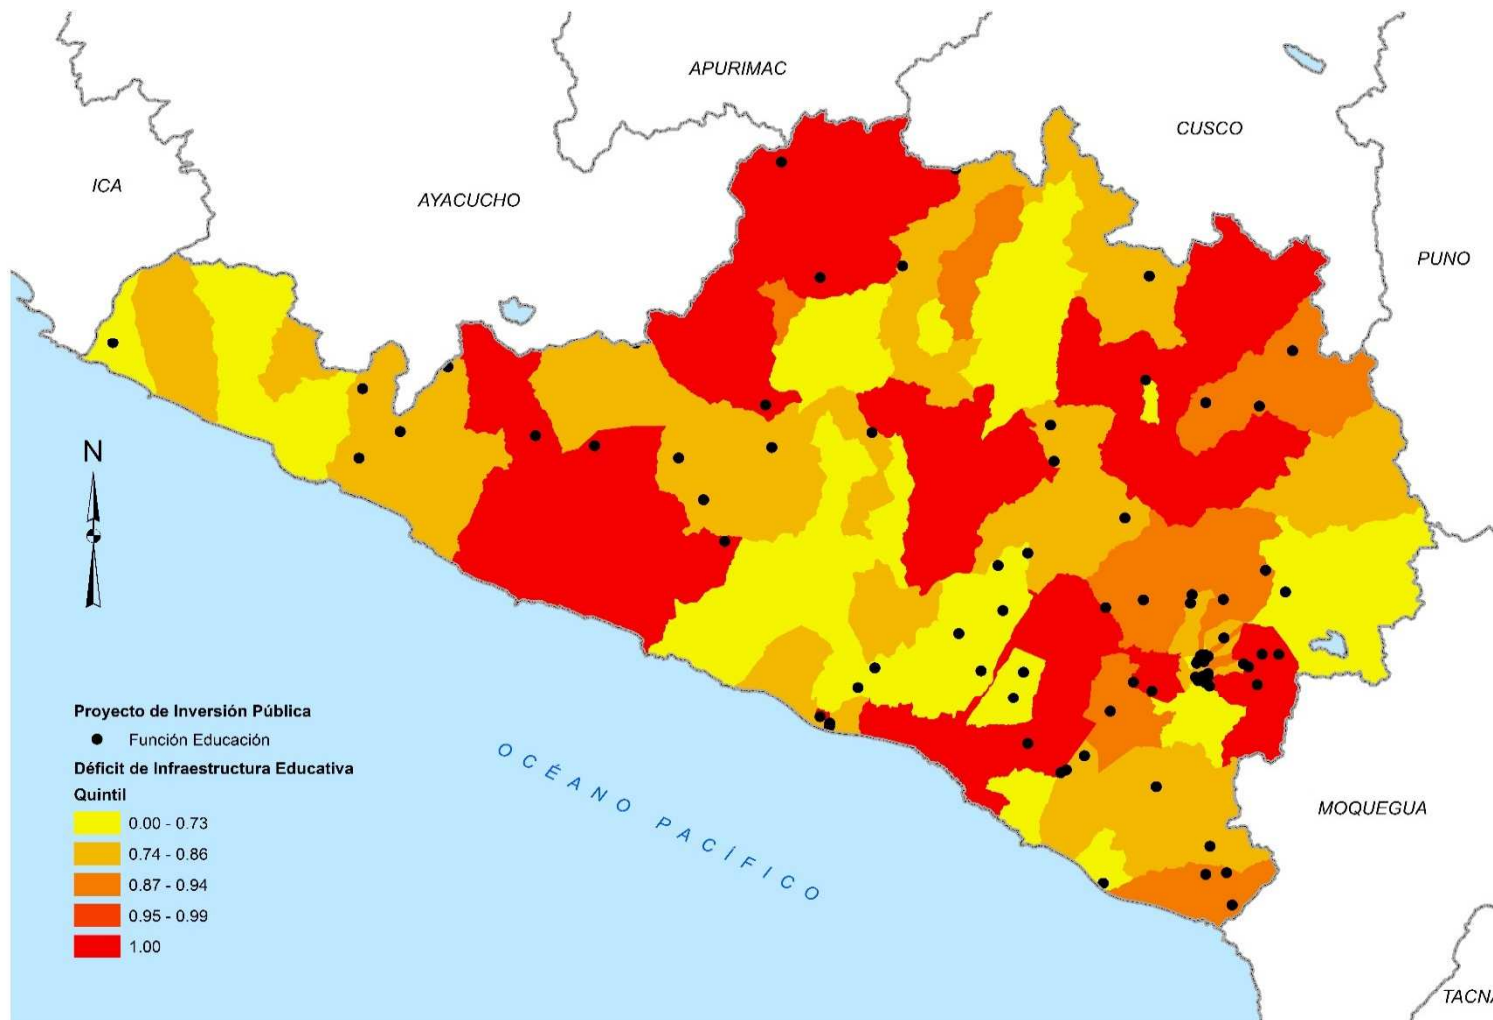 APURIMAC
CUSCO
ICA
AYACUCHO
PUNO
N
Proyecto de Inversión Pública
Función Educación
Déficit de Infraestructura Educativa
Quintil
0.00 - 0.73
0.74 - 0.86
0.87 - 0.94
0.95 - 0.99
1.00
OCÉANO PACÍFICO
MOQUEGUA
TACNA